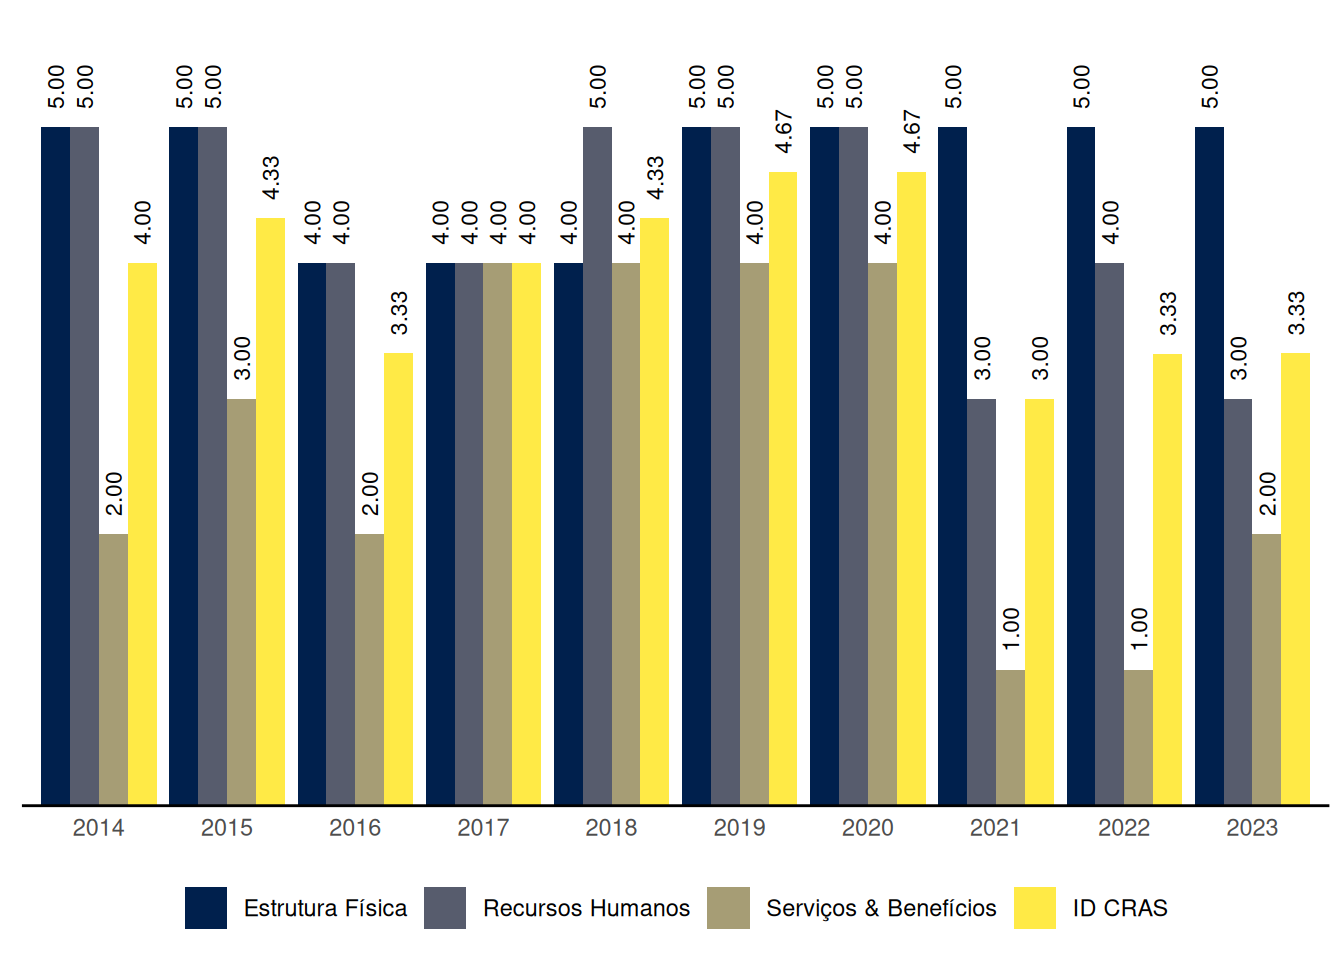 5.00 5.00 2.00 4.00
5.00 5.00 3.00 4.33
4.00 4.00 2.00 3.33
4.00 4.00 4.00 4.00
4.00 5.00 4.00 4.33
5.00 5.00 4.00 4.67
5.00 5.00 4.00 4.67
5.00 3.00 1.00 3.00
5.00 4.00 1.00 3.33
5.00 3.00 2.00 3.33
2014 2015 2016 2017 2018 2019 2020 2021 2022 2023
Estrutura Física Recursos Humanos Serviços & Benefícios ID CRAS